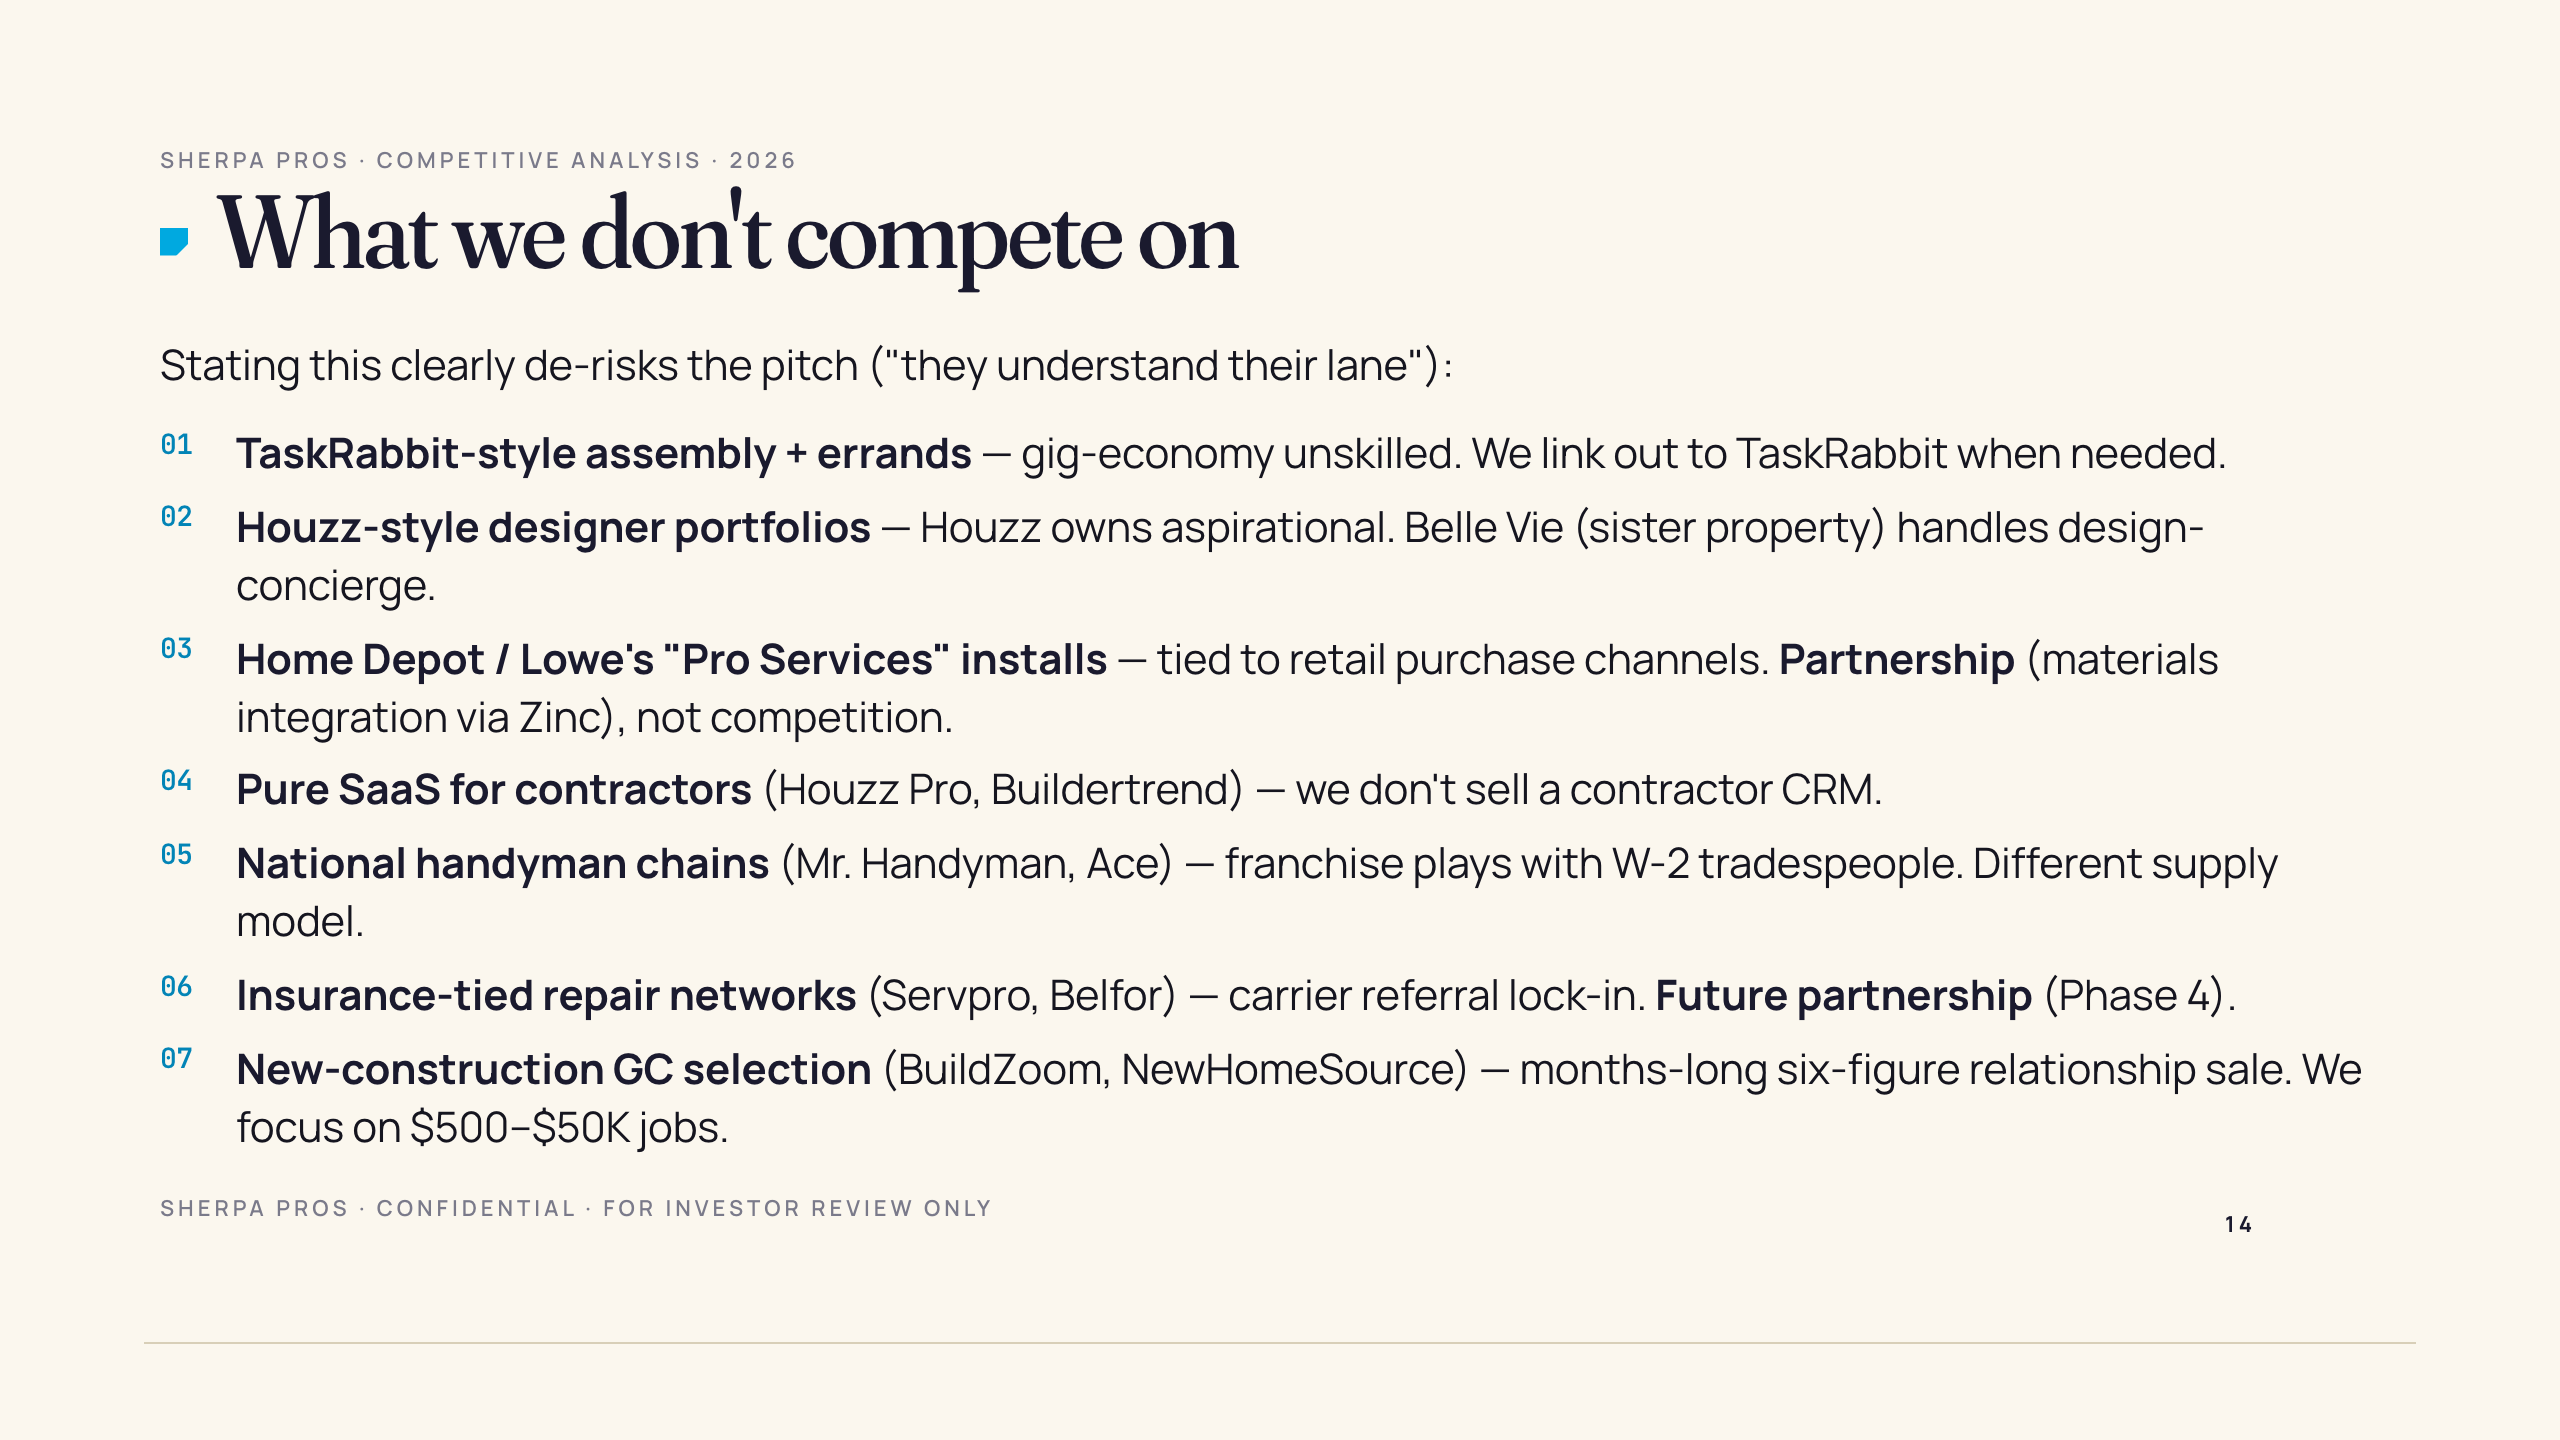 SHERPA PROS · COMPETITIVE ANALYSIS · 2026
What we don't compete on
Stating this clearly de-risks the pitch ("they understand their lane"):
01 TaskRabbit-style assembly + errands — gig-economy unskilled. We link out to TaskRabbit when needed.
02 Houzz-style designer portfolios — Houzz owns aspirational. Belle Vie (sister property) handles design-
concierge.
03 Home Depot / Lowe's "Pro Services" installs — tied to retail purchase channels. Partnership (materials
integration via Zinc), not competition.
04 Pure SaaS for contractors (Houzz Pro, Buildertrend) — we don't sell a contractor CRM.
05 National handyman chains (Mr. Handyman, Ace) — franchise plays with W-2 tradespeople. Different supply
model.
06 Insurance-tied repair networks (Servpro, Belfor) — carrier referral lock-in. Future partnership (Phase 4).
07 New-construction GC selection (BuildZoom, NewHomeSource) — months-long six-figure relationship sale. We
focus on $500–$50K jobs.
SHERPA PROS · CONFIDENTIAL · FOR INVESTOR REVIEW ONLY
14